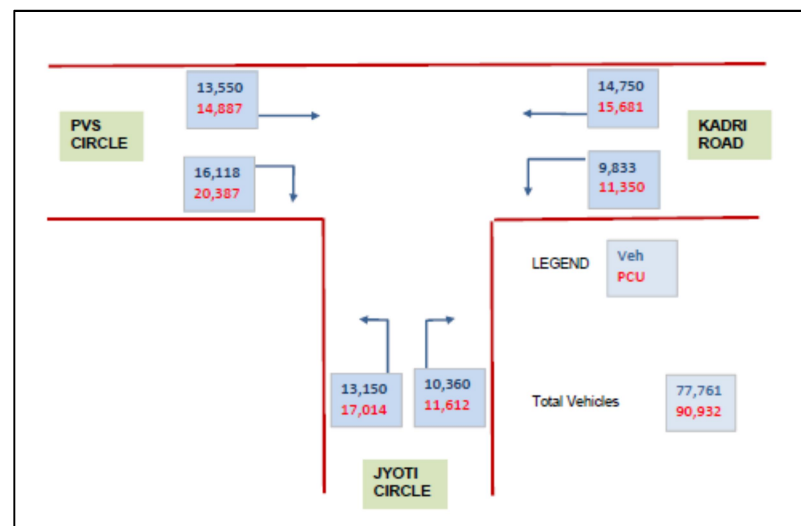 13,550
14,887
14,750
15,681
PVS
CIRCLE
KADRI
ROAD
16,118
20,387
9,833
11,350
LEGEND
Veh
PCU
13,150
17,014
10,360
11,612
Total Vehicles
77,761
90,932
JYOTI
CIRCLE